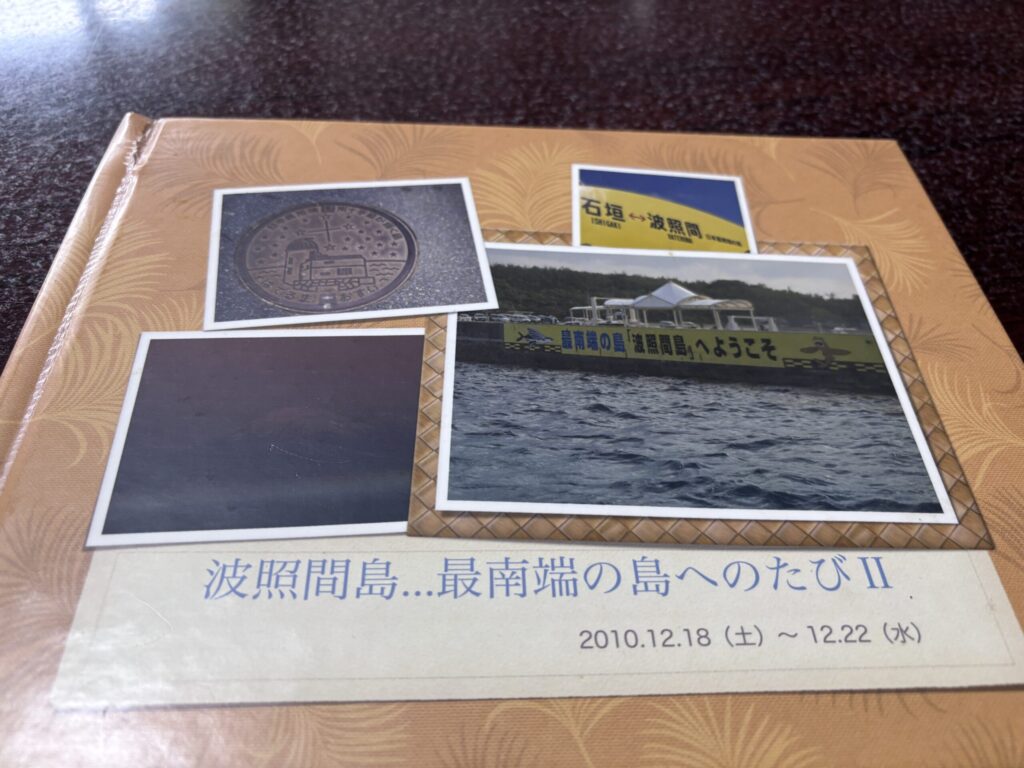 石垣↔波照間
ISHIGAKI
HATERUMA
最南端の島「波照間島」へようこそ
波照間島...最南端の島へのたびⅡ
2010.12.18（土）～12.22（水）